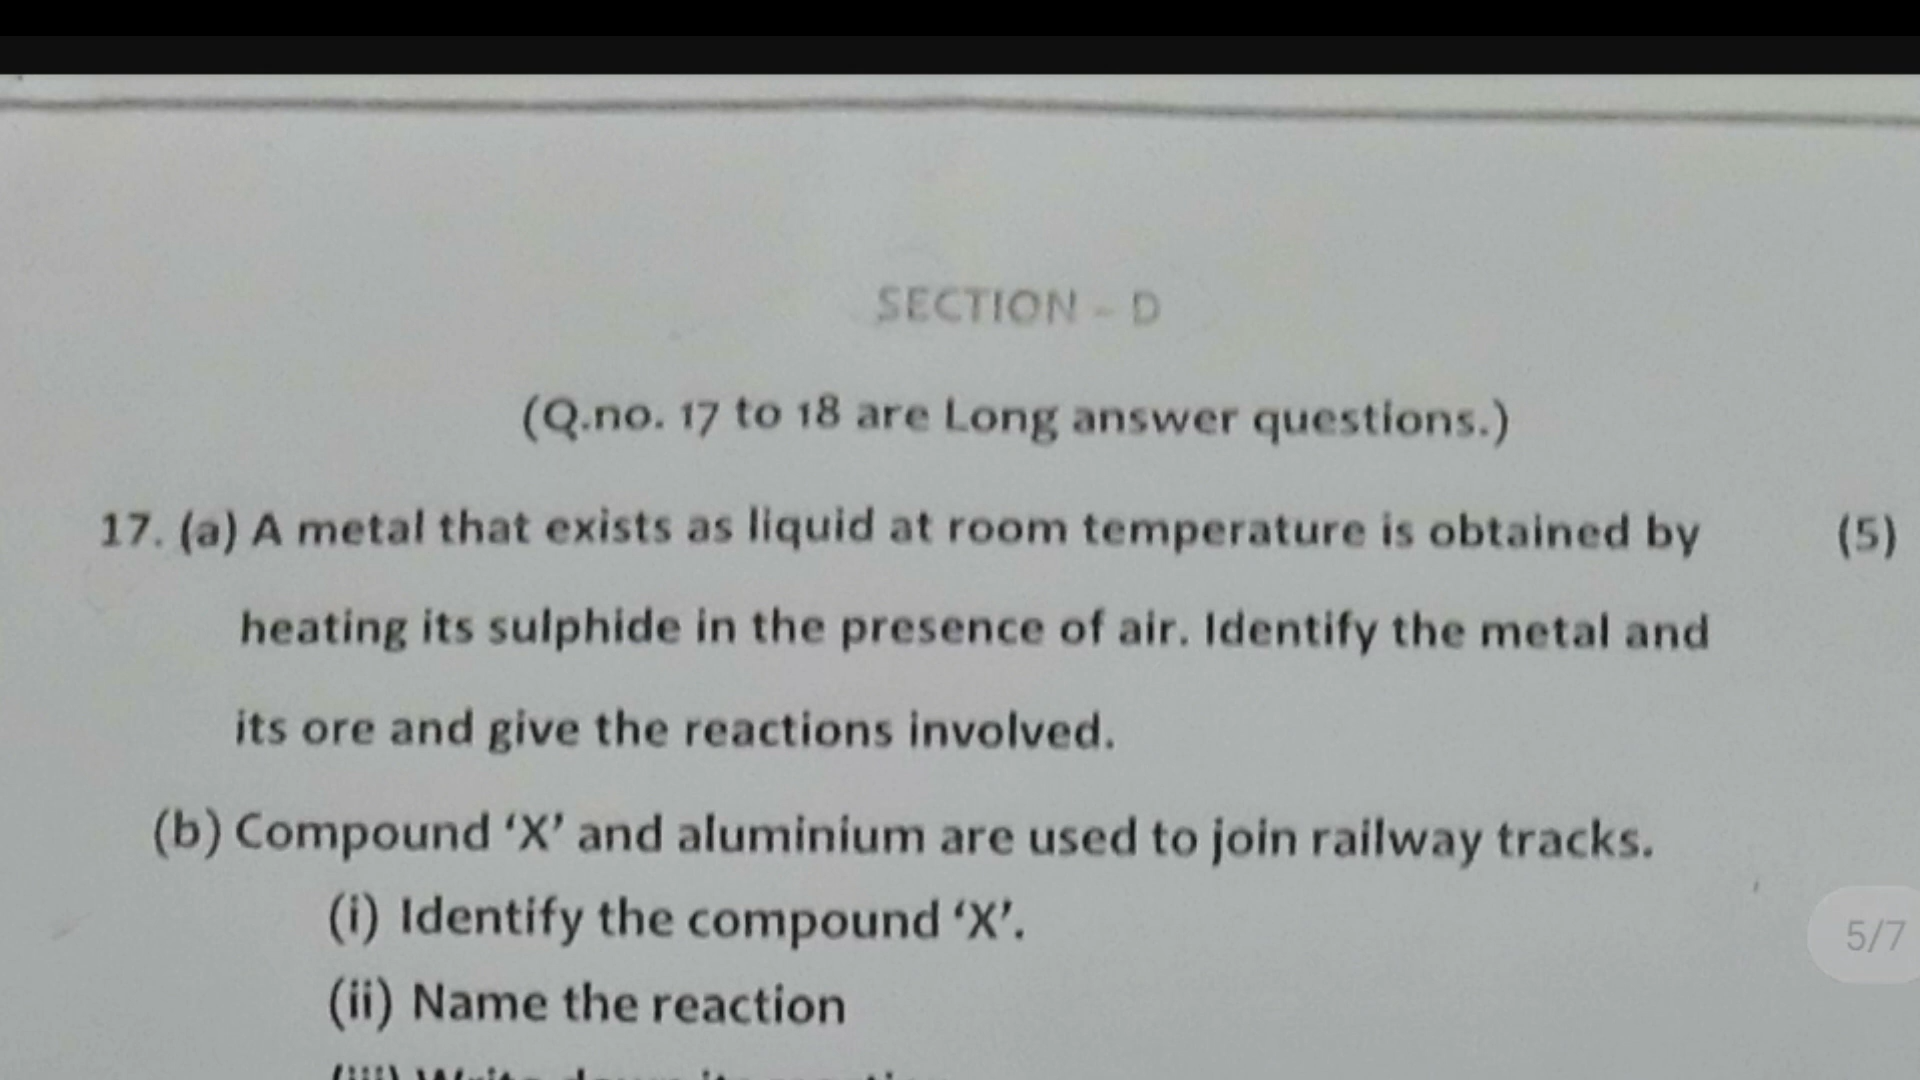 SECTION – D
(Q.no. 17 to 18 are Long answer questions.)
17. (a) A metal that exists as liquid at room temperature is obtained by (5)
heating its sulphide in the presence of air. Identify the metal and
its ore and give the reactions involved.
(b) Compound ‘X’ and aluminium are used to join railway tracks.
(i) Identify the compound ‘X’.
5/7
(ii) Name the reaction